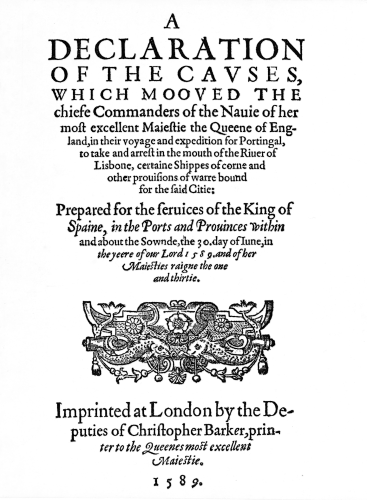 A
DECLARATION
OF THE CAVSES,
WHICH MOOVED THE
chiefe Commanders of the Nauie of her
moſt excellent Maieſtie the Queene of Eng-
land, in their voyage and expedition for Portingal,
to take and arreſt in the mouth of the Riuer of
Lisbone, certaine Shippes of corne and
other prouiſions of warre bound
for the ſaid Citie:
Prepared for the ſeruices of the King of
Spaine, in the Ports and Prouinces within
and about the Sownde, the 30. day of Iune, in
the yeere of our Lord 1589. and of her
Maieſties raigne the one
and thirtie.
Imprinted at London by the De-
puties of Chriſtopher Barker, prin-
ter to the Queenes moſt excellent
Maieſtie.
1589.